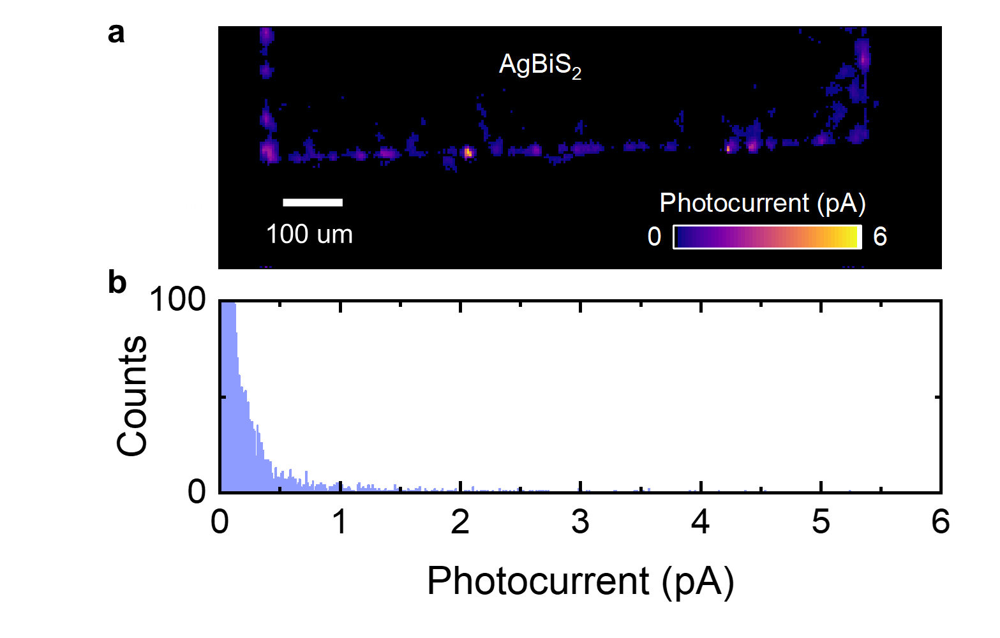 a
AgBiS₂
100 um
Photocurrent (pA)
0 6
b
100
Counts
0
0 1 2 3 4 5 6
Photocurrent (pA)